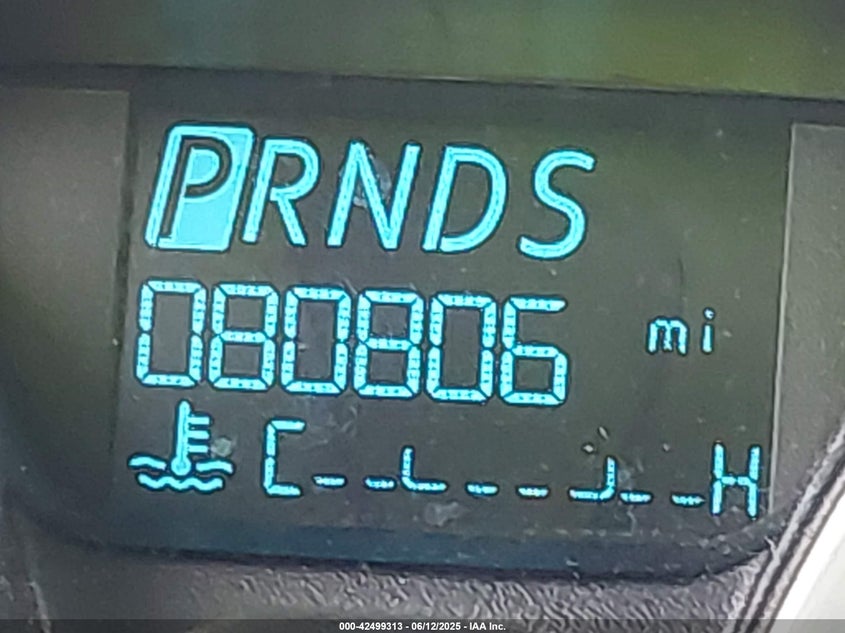 PRNDS
080806 mi
C H
000-42499313 - 06/12/2025 - IAA Inc.